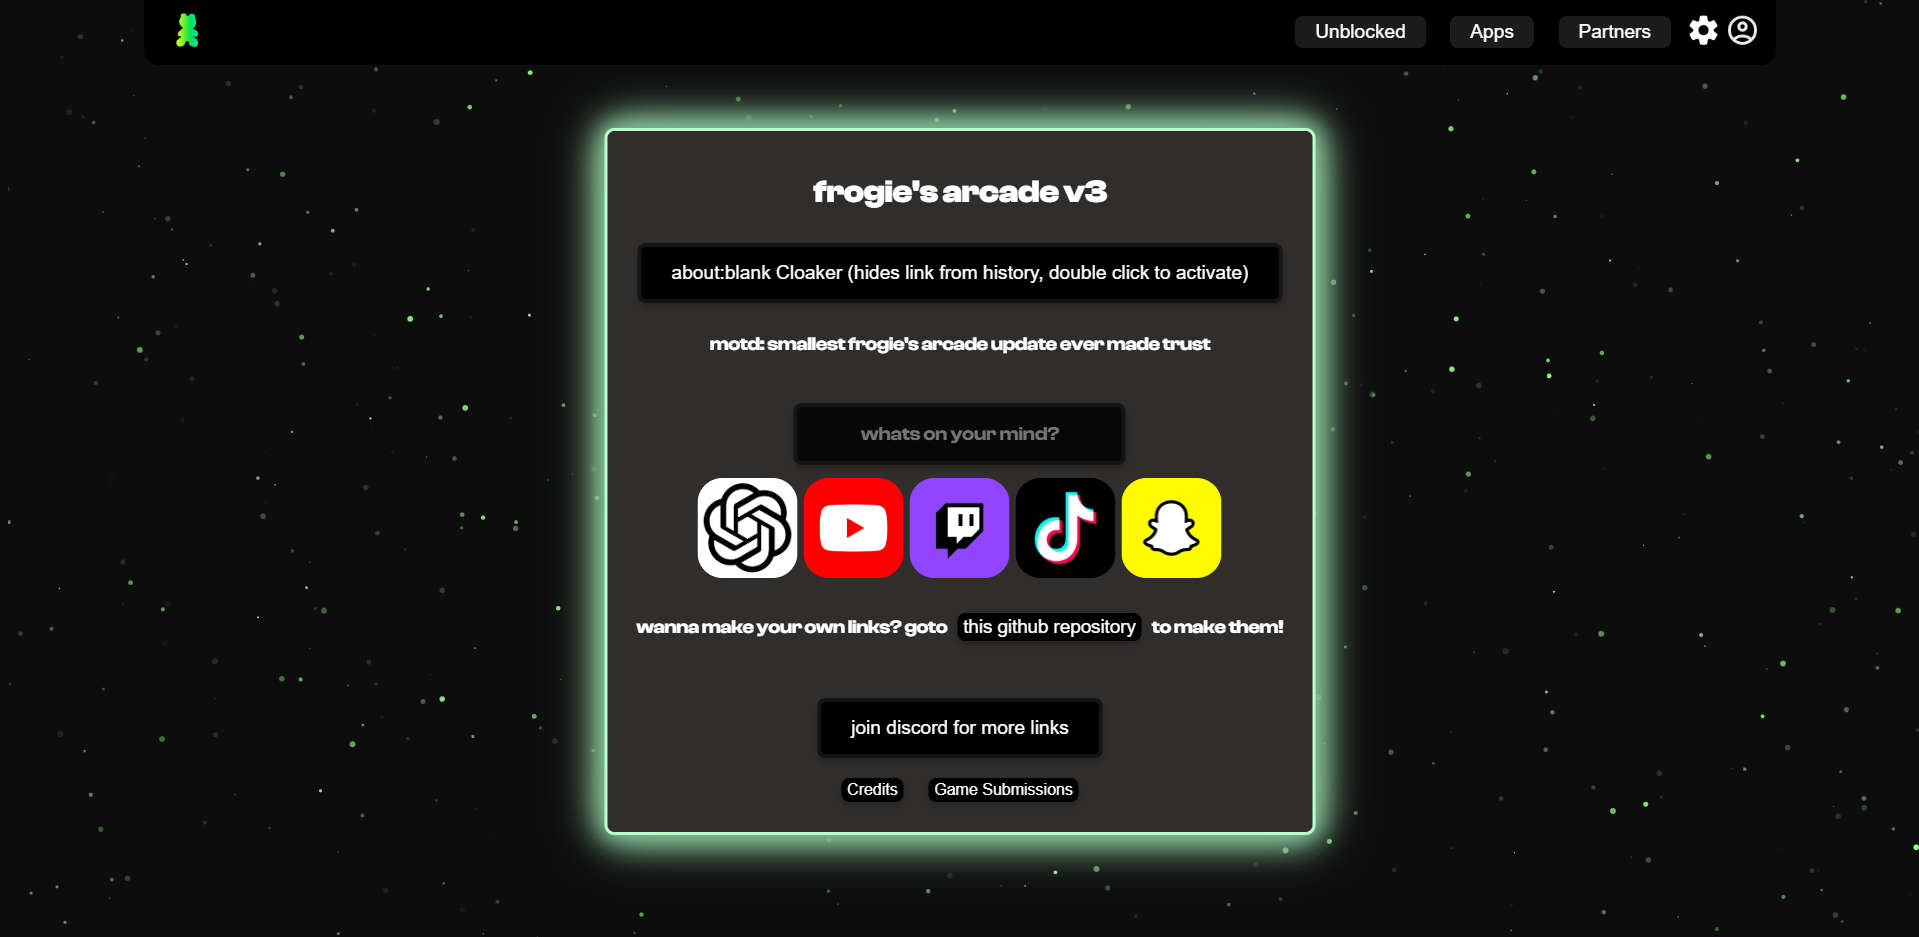 Unblocked Apps Partners
frogie's arcade v3
about:blank Cloaker (hides link from history, double click to activate)
motd: smallest frogie's arcade update ever made trust
whats on your mind?
wanna make your own links? goto this github repository to make them!
join discord for more links
Credits Game Submissions